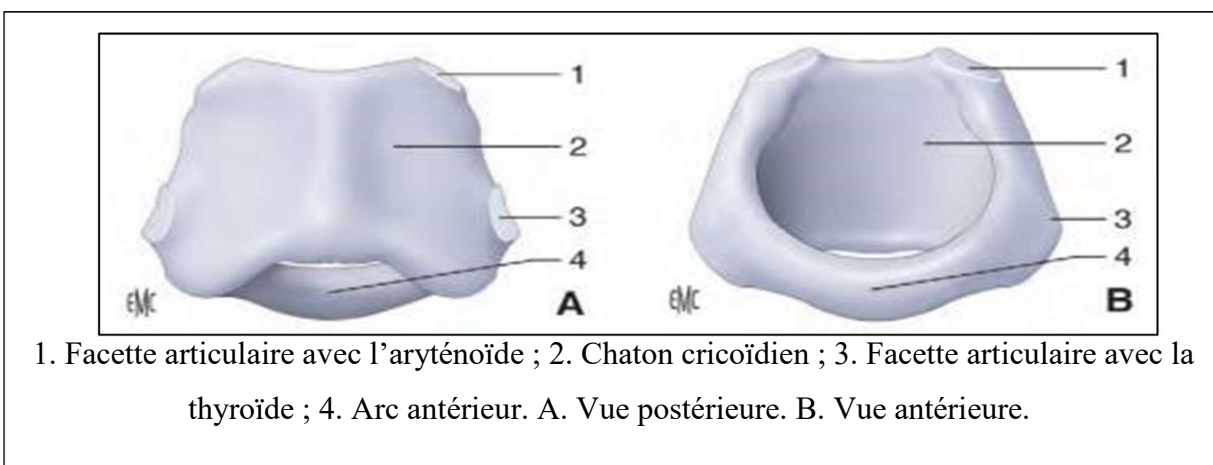 1
2
3
4
EMC
A
1
2
3
4
EMC
B
1. Facette articulaire avec l’aryténoïde ; 2. Chaton cricoïdien ; 3. Facette articulaire avec la
thyroïde ; 4. Arc antérieur. A. Vue postérieure. B. Vue antérieure.